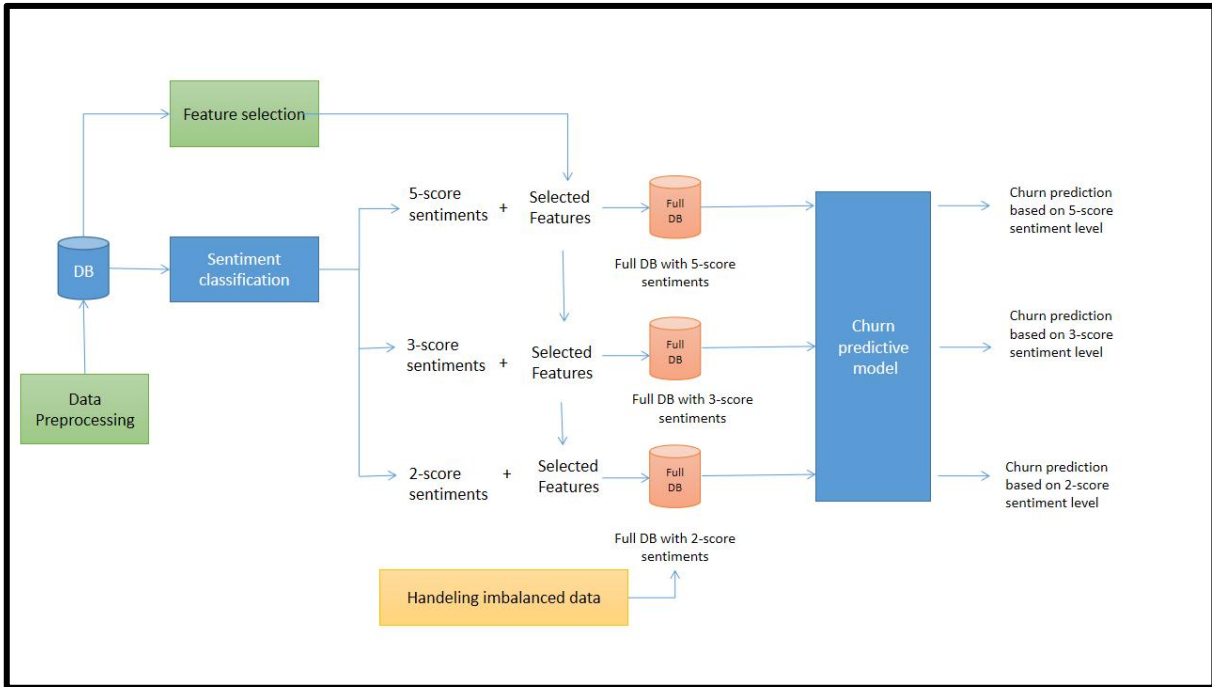 Feature selection
5-score
sentiments
+
Selected
Features
Full
DB
Churn prediction
based on 5-score
sentiment level
DB
Sentiment
classification
Full DB with 5-score
sentiments
3-score
sentiments
+
Selected
Features
Full
DB
Churn
predictive
model
Churn prediction
based on 3-score
sentiment level
Data
Preprocessing
Full DB with 3-score
sentiments
2-score
sentiments
+
Selected
Features
Full
DB
Churn prediction
based on 2-score
sentiment level
Full DB with 2-score
sentiments
Handeling imbalanced data